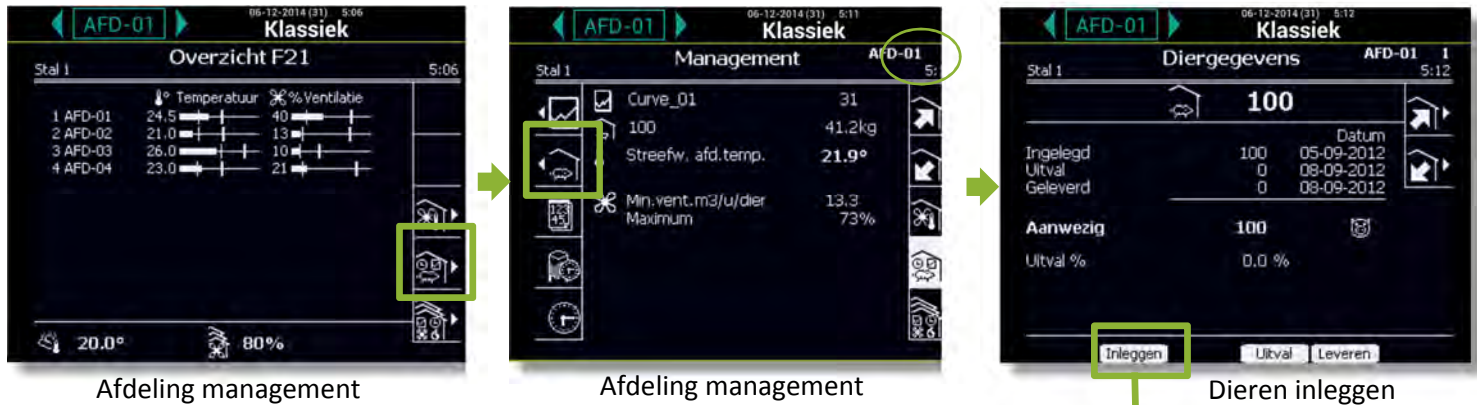 AFD-01
06-12-2014 (31) 5:06
Klassiek
Overzicht F21
Stal 1
5:06
° Temperatuur % Ventilatie
1 AFD-01 24.5 40
2 AFD-02 21.0 13
3 AFD-03 26.0 10
4 AFD-04 23.0 21
20.0° 80%
Afdeling management
AFD-01
06-12-2014 (31) 5:11
Klassiek
Management
AFD-01
Stal 1
5:
Curve_01 31
100 41.2kg
Streefw. afd.temp. 21.9°
Min.vent.m3/u/dier 13.3
Maximum 73%
123
45
Afdeling management
AFD-01
06-12-2014 (31) 5:12
Klassiek
Diergegevens
AFD-01 1
Stal 1
5:12
100
Datum
Ingelegd 100 05-09-2012
Uitval 0 08-09-2012
Geleverd 0 08-09-2012
Aanwezig 100
Uitval % 0.0 %
Inleggen Uitval Leveren
Dieren inleggen